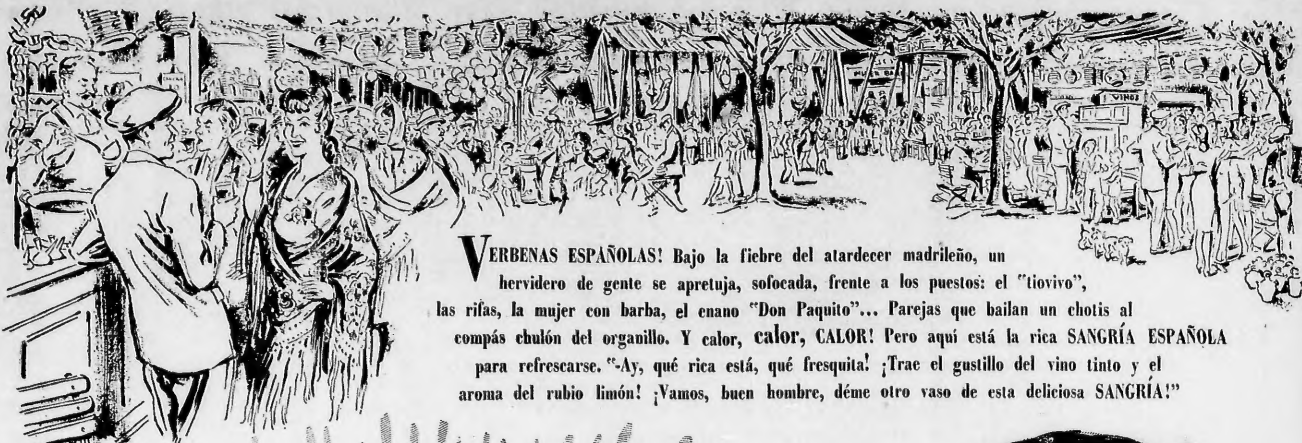 VINOS
VERBENAS ESPAÑOLAS! Bajo la fiebre del atardecer madrileño, un
hervidero de gente se apretuja, sofocada, frente a los puestos: el "tiovivo",
las rifas, la mujer con barba, el enano "Don Paquito"... Parejas que bailan un chotis al
compás chulón del organillo. Y calor, calor, CALOR! Pero aquí está la rica SANGRÍA ESPAÑOLA
para refrescarse. "-Ay, qué rica está, qué fresquita! ¡Trae el gustillo del vino tinto y el
aroma del rubio limón! ¡Vamos, buen hombre, déme otro vaso de esta deliciosa SANGRÍA!"